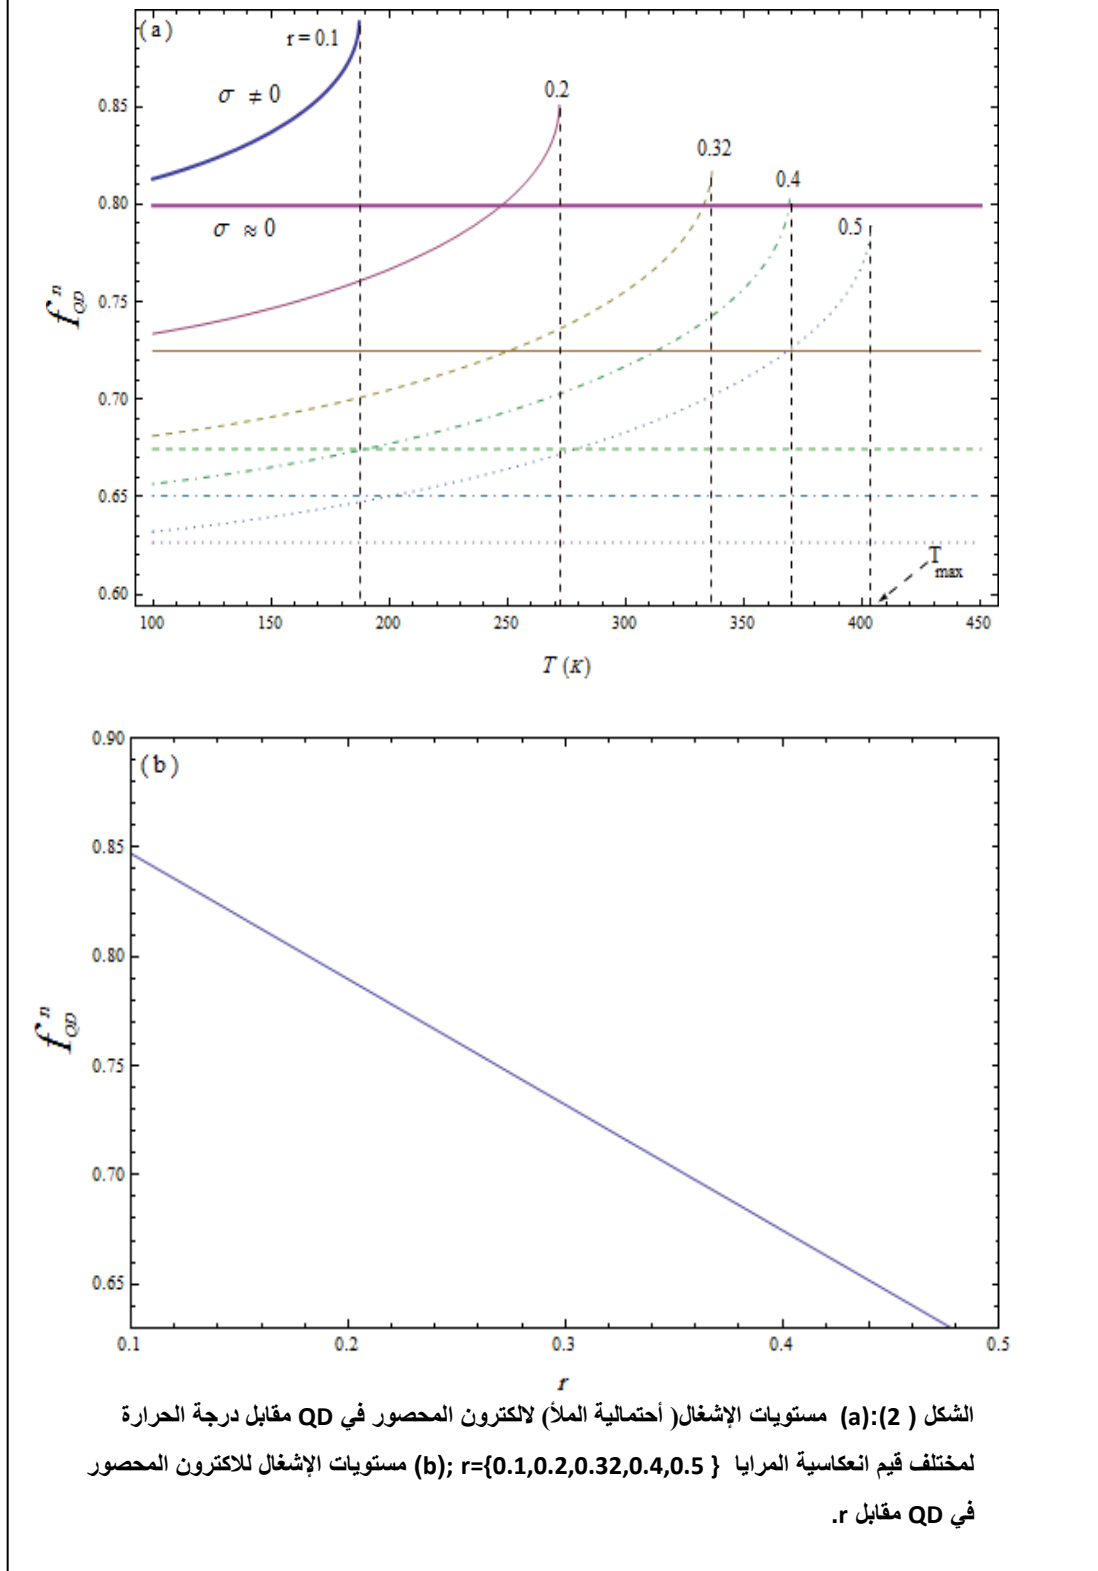 (a)
r = 0.1
σ ≠ 0
0.2
0.32
0.4
0.5
σ ≈ 0
0.85
0.80
0.75
0.70
0.65
0.60
f_QD^n
T_max
100 150 200 250 300 350 400 450
T (K)
(b)
0.90
0.85
0.80
0.75
0.70
0.65
f_QD^n
0.1 0.2 0.3 0.4 0.5
r
الشكل ( 2):(a) مستويات الإشغال( أحتمالية الملأ) لالكترون المحصور في QD مقابل درجة الحرارة
لمختلف قيم انعكاسية المرايا r={0.1,0.2,0.32,0.4,0.5 } ;(b) مستويات الإشغال للاكترون المحصور
في QD مقابل r.